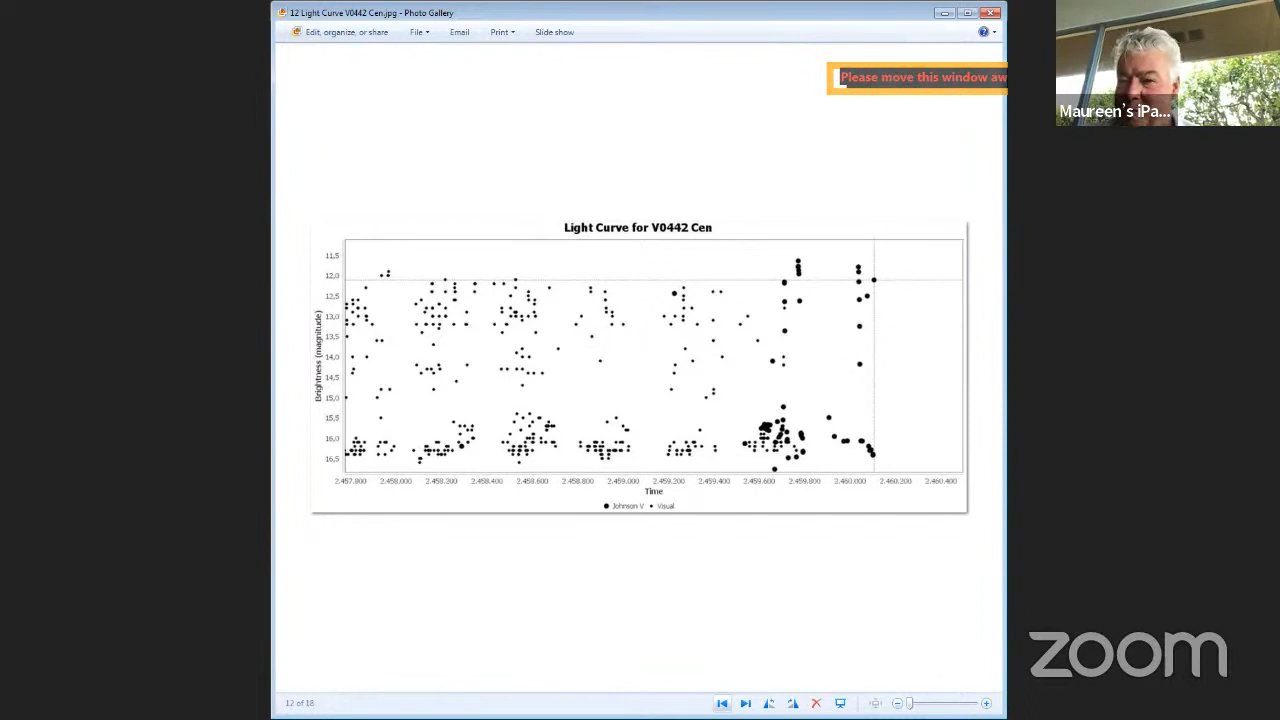 12 Light Curve V0442 Cen.jpg - Photo Gallery
Edit, organize, or share File Email Print Slide show
Please move this window aw
Maureen's iPa...
Light Curve for V0442 Cen
Brightness (magnitude)
11,5
12,0
12,5
13,0
13,5
14,0
14,5
15,0
15,5
16,0
16,5
2.457.800 2.458.000 2.458.200 2.458.400 2.458.600 2.458.800 2.459.000 2.459.200 2.459.400 2.459.600 2.459.800 2.460.000 2.460.200 2.460.400
Time
Johnson V Visual
12 of 18
zoom